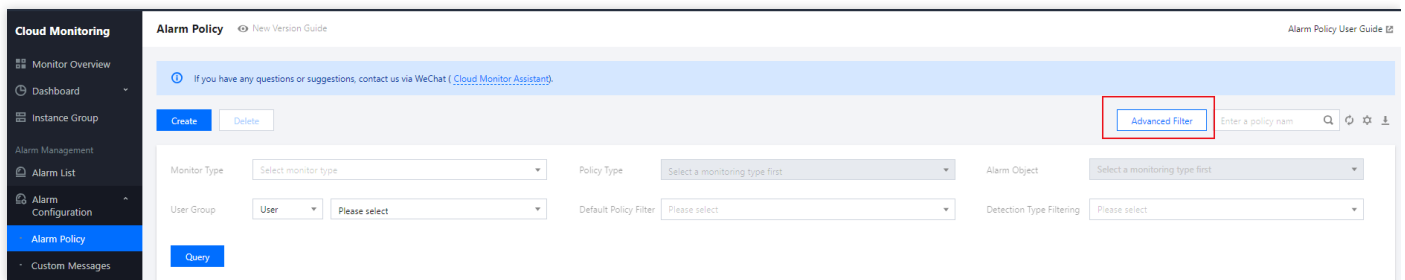 Cloud Monitoring
Monitor Overview
Dashboard
Instance Group
Alarm Management
Alarm List
Alarm
Configuration
Alarm Policy
Custom Messages
Alarm Policy New Version Guide Alarm Policy User Guide
If you have any questions or suggestions, contact us via WeChat ( Cloud Monitor Assistant).
Create Delete Advanced Filter Enter a policy nam
Monitor Type Select monitor type Policy Type Select a monitoring type first Alarm Object Select a monitoring type first
User Group User Please select Default Policy Filter Please select Detection Type Filtering Please select
Query